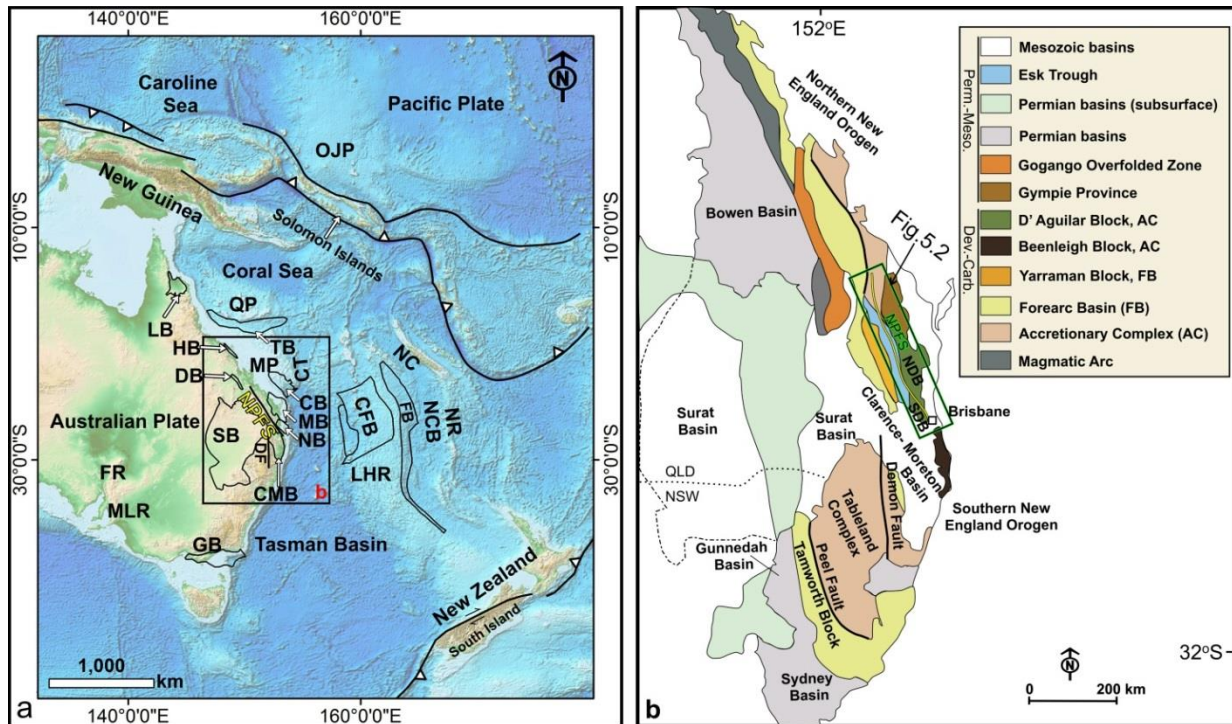 140°0'0"E
160°0'0"E
Caroline
Sea
Pacific Plate
N
OJP
New Guinea
Solomon Islands
10°0'0"S
Coral Sea
QP
LB
TB
HB
MP
CT
NC
DB
CB
CFB
FB
NPFS
MB
NCB
NR
Australian Plate
SB
NB
DF
30°0'0"S
FR
LHR
CMB
b
MLR
GB
Tasman Basin
New Zealand
South Island
1,000
km
a
140°0'0"E
160°0'0"E
152°E
Northern New
England Orogen
Bowen Basin
Fig.5.2
NPFS
NDB
SDB
Brisbane
Surat
Basin
Surat
Basin
Clarence- Moreton
Basin
QLD
NSW
Demon Fault
Tableland
Complex
Southern New
England Orogen
Gunnedah
Basin
Peel Fault
Tamworth Block
32°S
Sydney
Basin
N
0
200 km
b
Perm.-Meso.
Mesozoic basins
Esk Trough
Permian basins (subsurface)
Permian basins
Gogango Overfolded Zone
Gympie Province
Dev.-Carb.
D' Aguilar Block, AC
Beenleigh Block, AC
Yarraman Block, FB
Forearc Basin (FB)
Accretionary Complex (AC)
Magmatic Arc